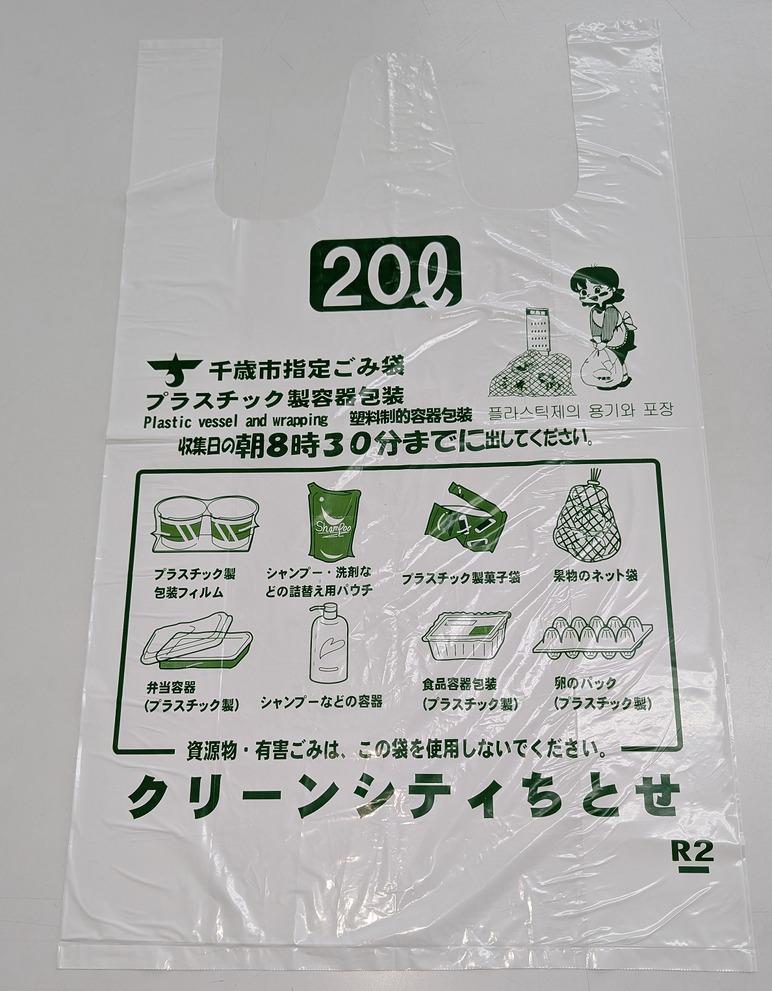 20ℓ
千歳市指定ごみ袋
プラスチック製容器包装
Plastic vessel and wrapping 塑料制的容器包装 플라스틱제의 용기와 포장
収集日の朝8時30分までに出してください。
プラスチック製
包装フィルム
Shampoo
シャンプー・洗剤な
どの詰替え用パウチ
プラスチック製菓子袋
果物のネット袋
弁当容器
(プラスチック製)
シャンプーなどの容器
食品容器包装
(プラスチック製)
卵のパック
(プラスチック製)
資源物・有害ごみは、この袋を使用しないでください。
クリーンシティちとせ
R2